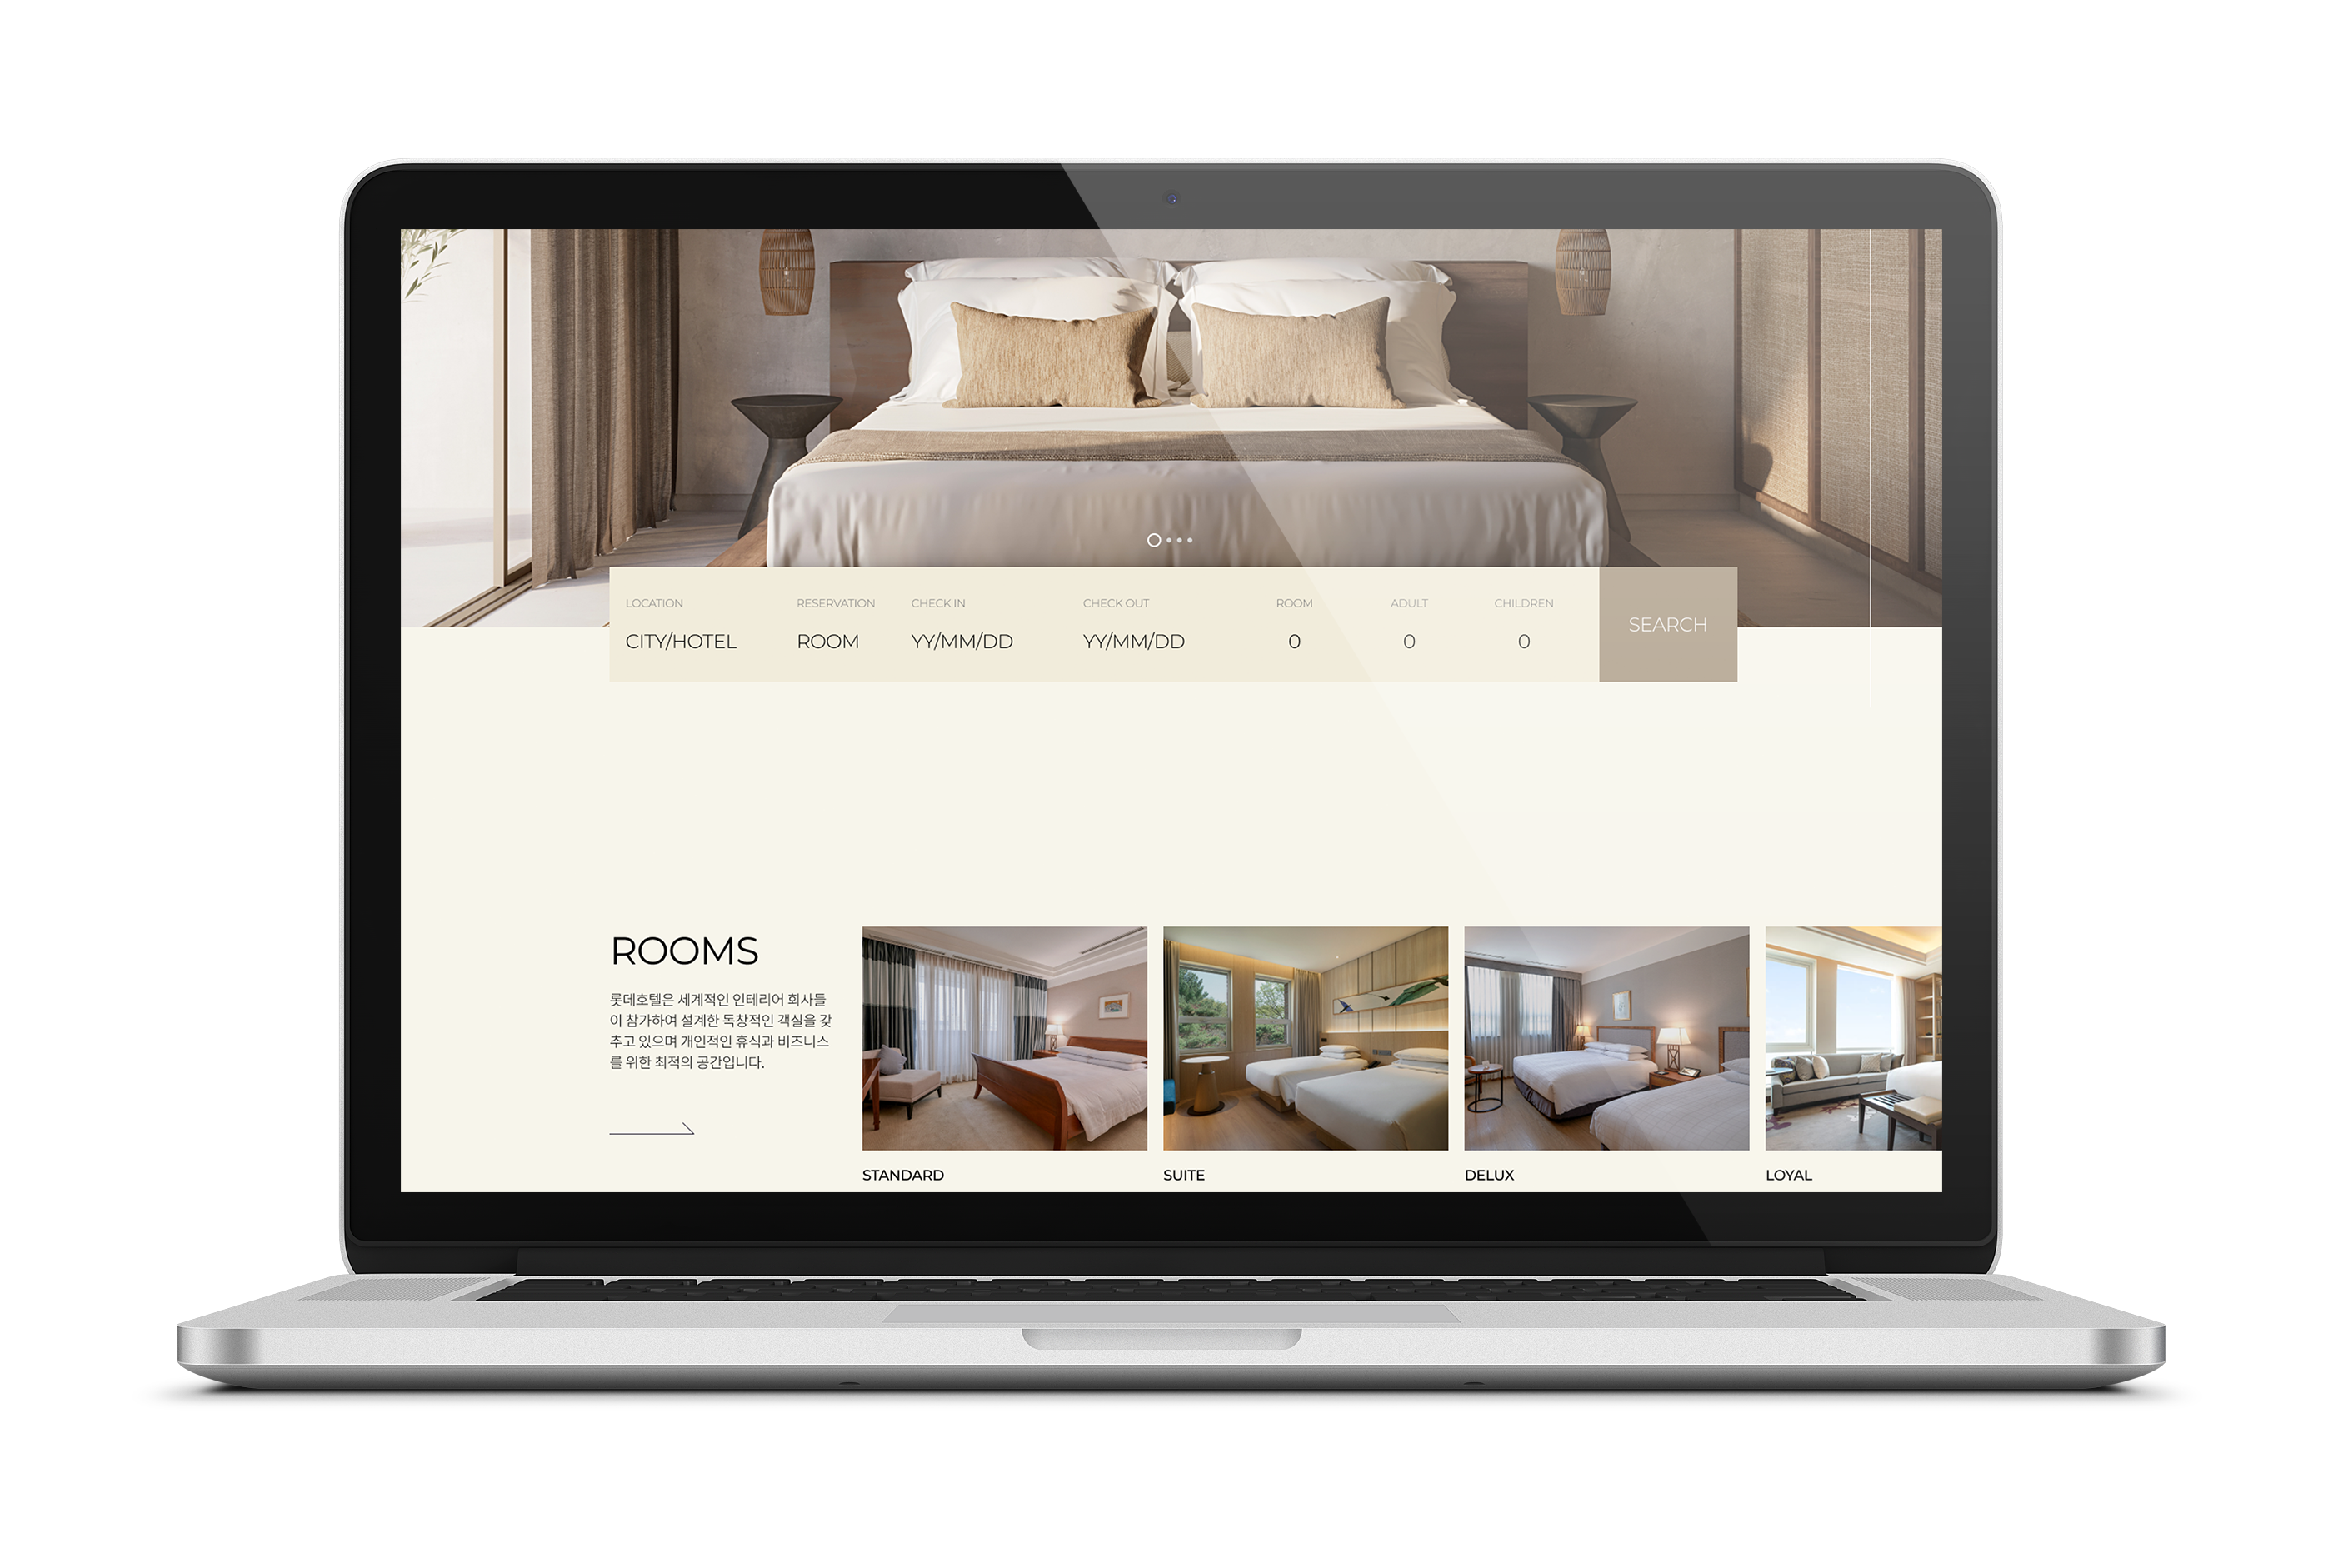 LOCATION RESERVATION CHECK IN CHECK OUT ROOM ADULT CHILDREN
CITY/HOTEL ROOM YY/MM/DD YY/MM/DD 0 0 0
SEARCH
ROOMS
롯데호텔은 세계적인 인테리어 회사들
이 참가하여 설계한 독창적인 객실을 갖
추고 있으며 개인적인 휴식과 비즈니스
를 위한 최적의 공간입니다.
STANDARD
SUITE
DELUX
LOYAL